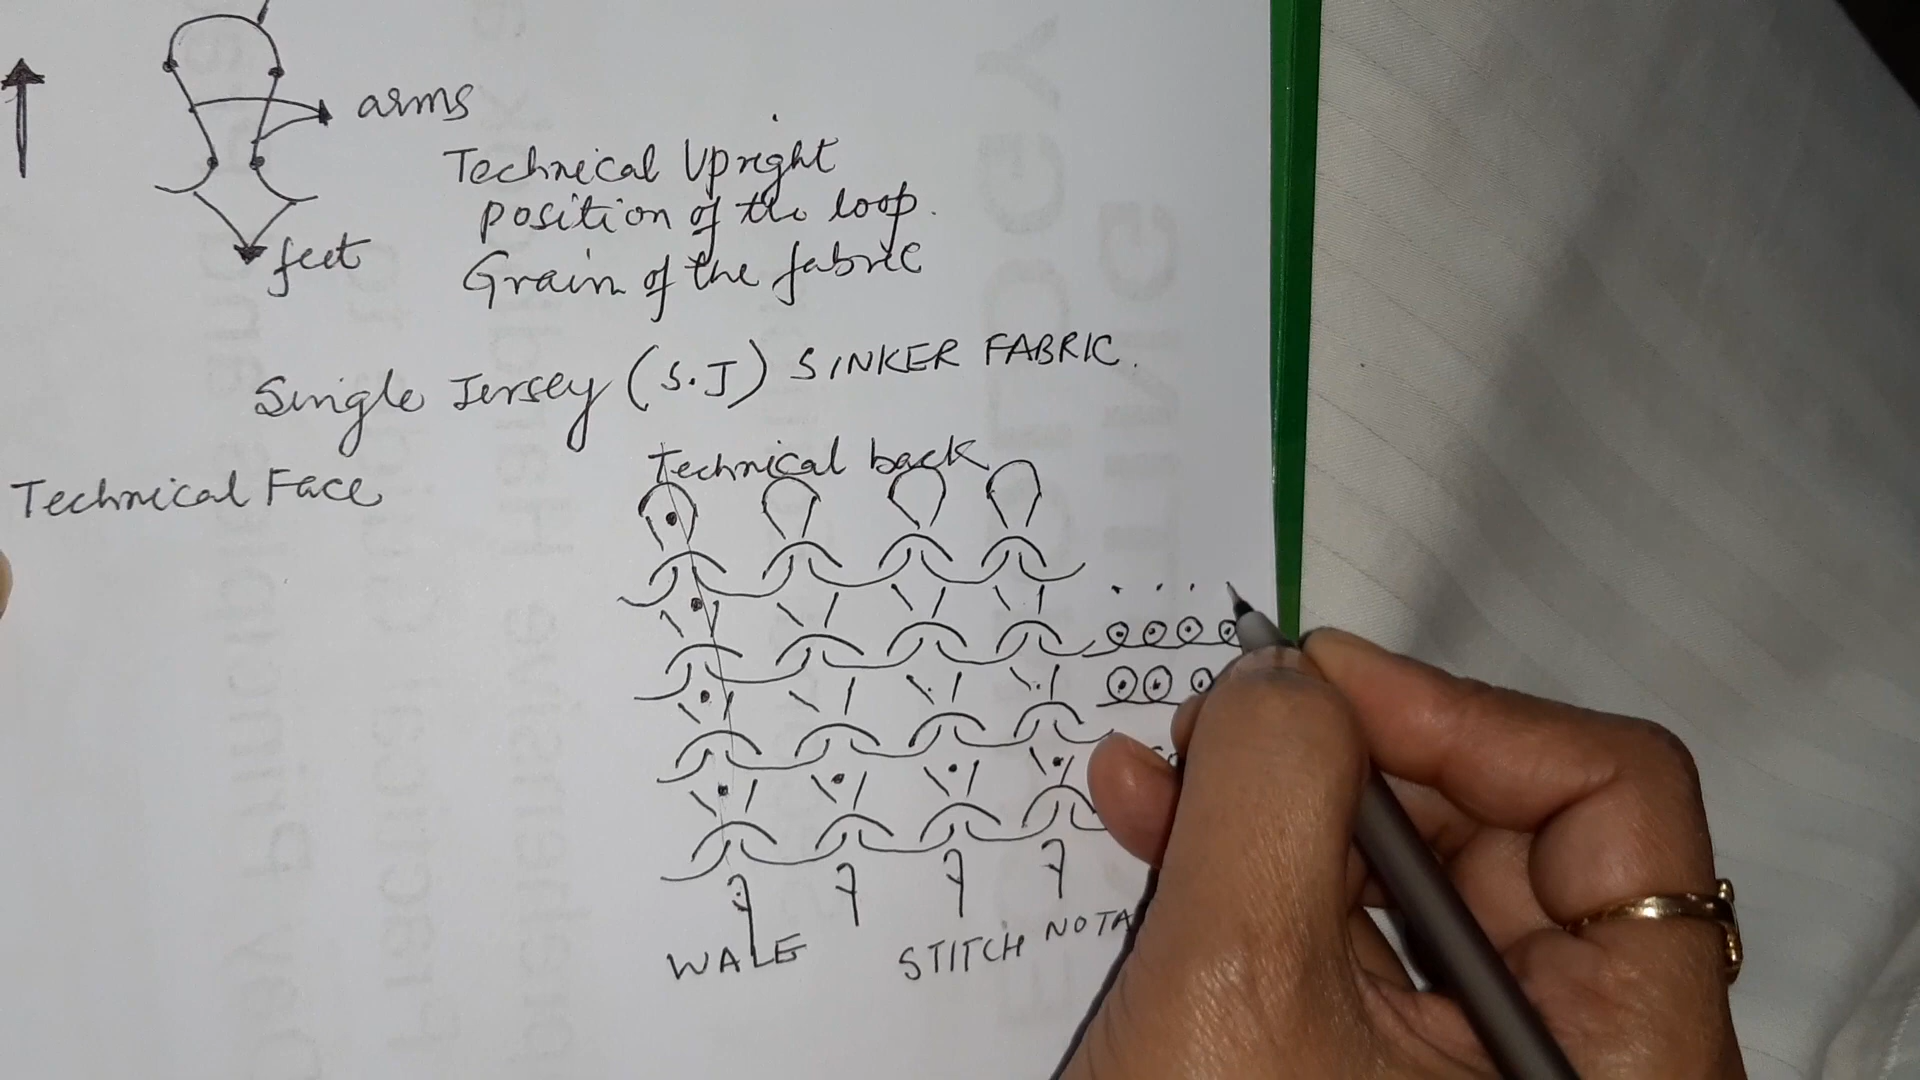 arms
Technical Upright
position of the loop.
feet
Grain of the fabric
Single Jersey (S.J) SINKER FABRIC.
Technical back
Technical Face
WALE
STITCH NOTA